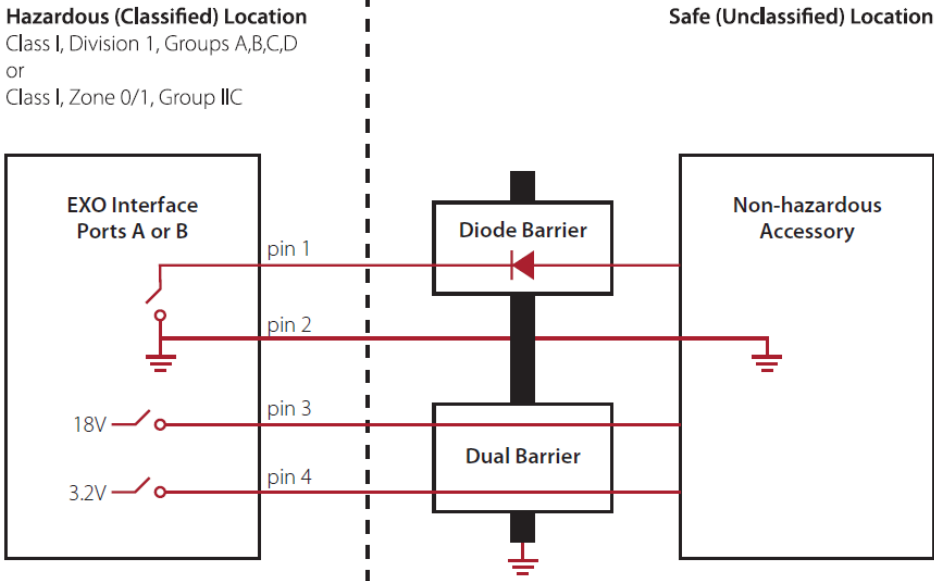 Hazardous (Classified) Location
Class I, Division 1, Groups A,B,C,D
or
Class I, Zone 0/1, Group IIC
Safe (Unclassified) Location
EXO Interface
Ports A or B
pin 1
pin 2
pin 3
pin 4
18V
3.2V
Diode Barrier
Dual Barrier
Non-hazardous
Accessory